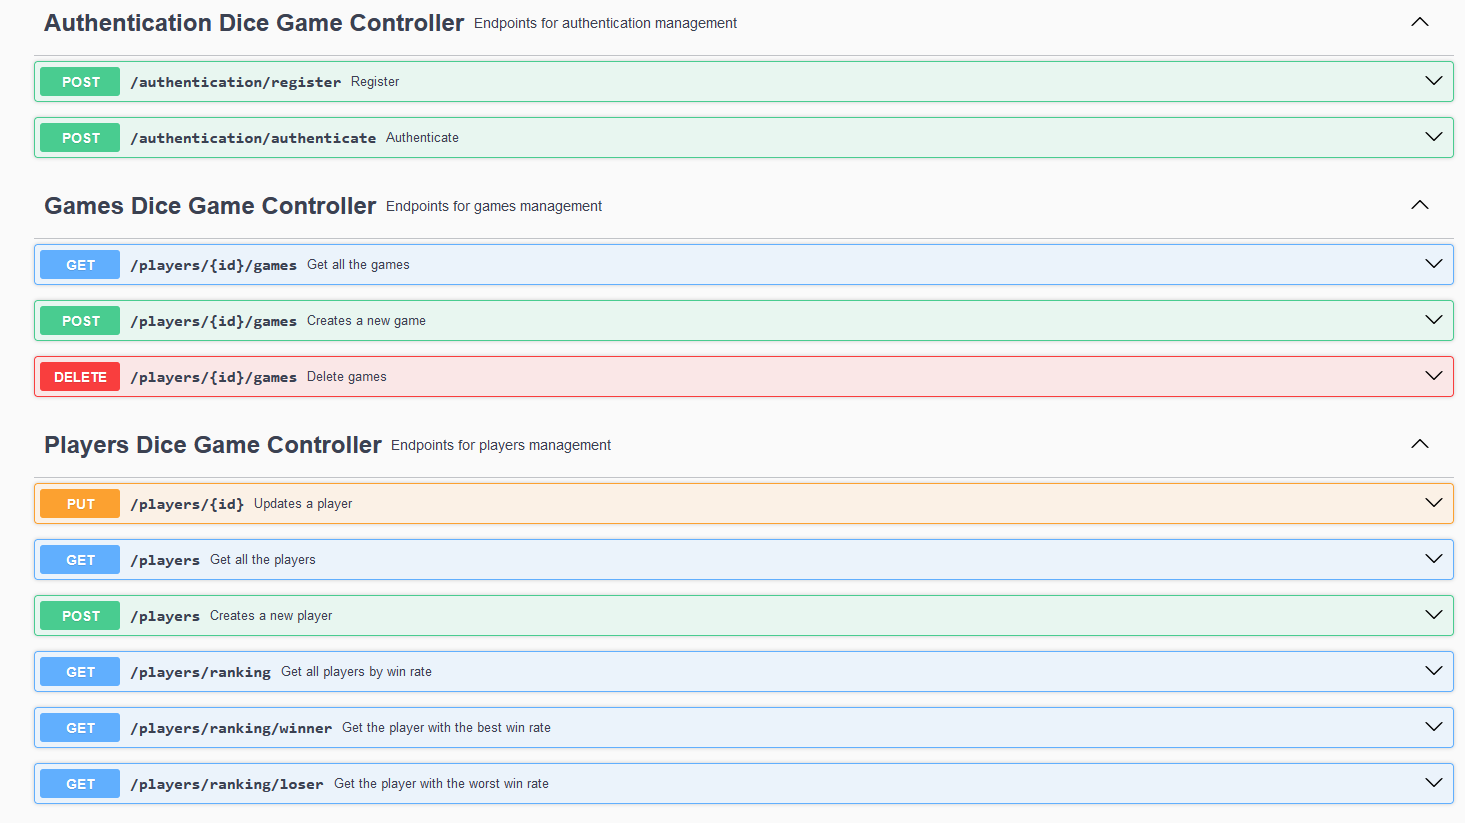 Authentication Dice Game Controller Endpoints for authentication management
POST /authentication/register Register
POST /authentication/authenticate Authenticate
Games Dice Game Controller Endpoints for games management
GET /players/{id}/games Get all the games
POST /players/{id}/games Creates a new game
DELETE /players/{id}/games Delete games
Players Dice Game Controller Endpoints for players management
PUT /players/{id} Updates a player
GET /players Get all the players
POST /players Creates a new player
GET /players/ranking Get all players by win rate
GET /players/ranking/winner Get the player with the best win rate
GET /players/ranking/loser Get the player with the worst win rate